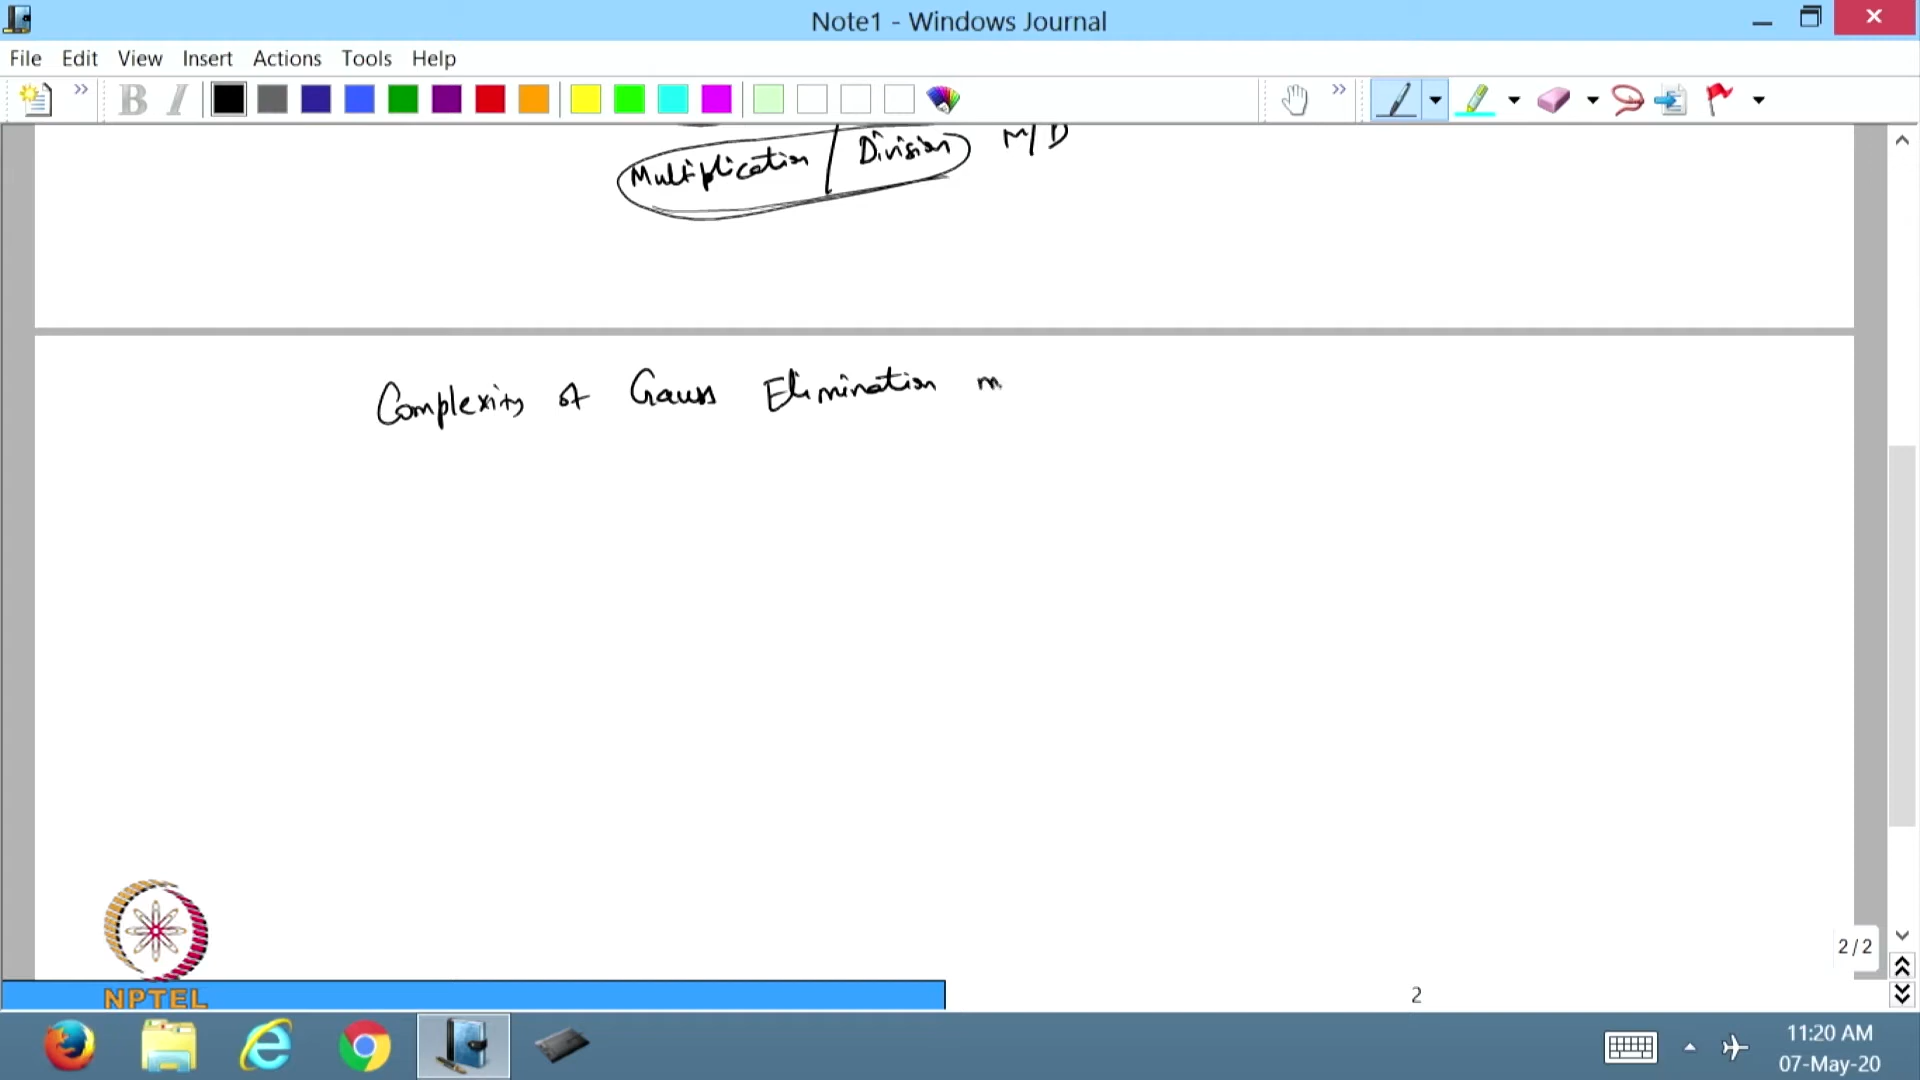 Note1 - Windows Journal
File Edit View Insert Actions Tools Help
B I
Multiplication / Division M/D
Complexity of Gauss Elimination m
2 / 2
NPTEL
2
11:20 AM
07-May-20